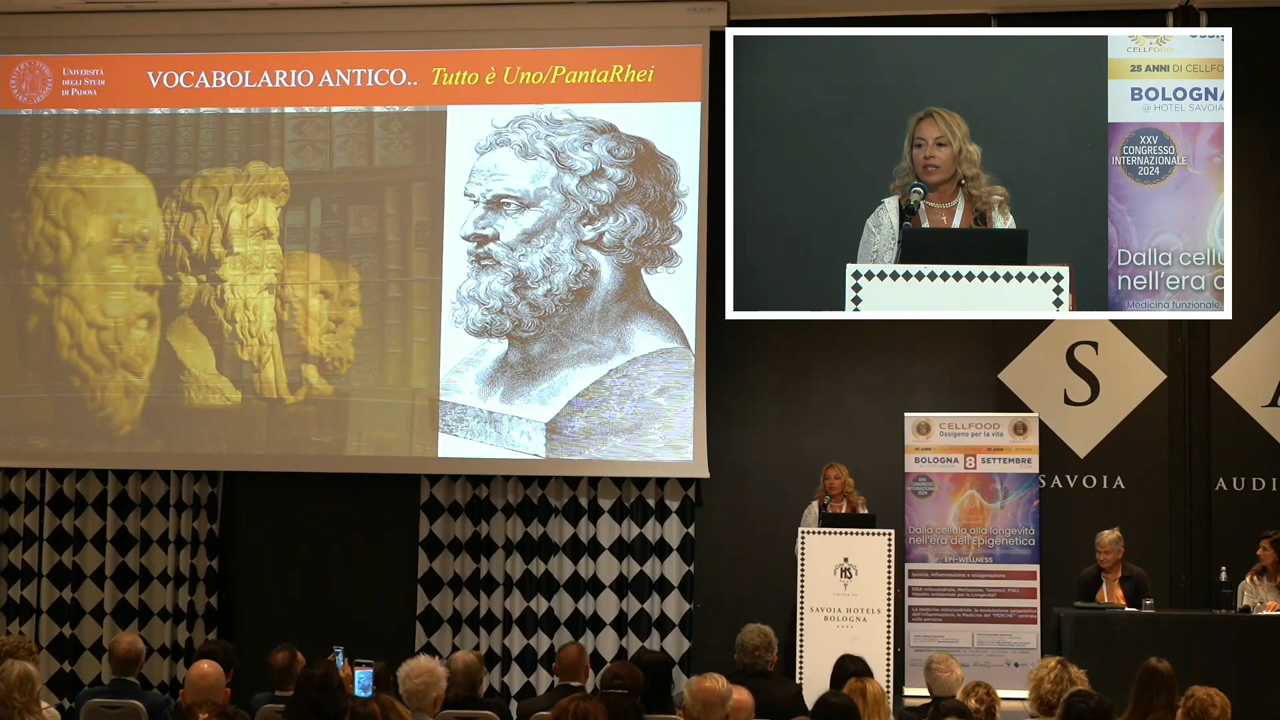 UNIVERSITÀ
DEGLI STUDI
DI PADOVA
VOCABOLARIO ANTICO.. Tutto è Uno/PantaRhei
CELLFOOD
25 ANNI DI CELLFO
BOLOGNA
@ HOTEL SAVOIA
XXV
CONGRESSO
INTERNAZIONALE
2024
Dalla cellu
nell'era d
Medicina funzionale,
S
SAVOIA
AUDI
CELLFOOD
Ossigeno per la vita
BOLOGNA 8 SETTEMBRE
Dalla cellula alla longevità
nell'era dell'Epigenetica
EPI-WELLNESS
HS
SAVOIA HOTELS
BOLOGNA